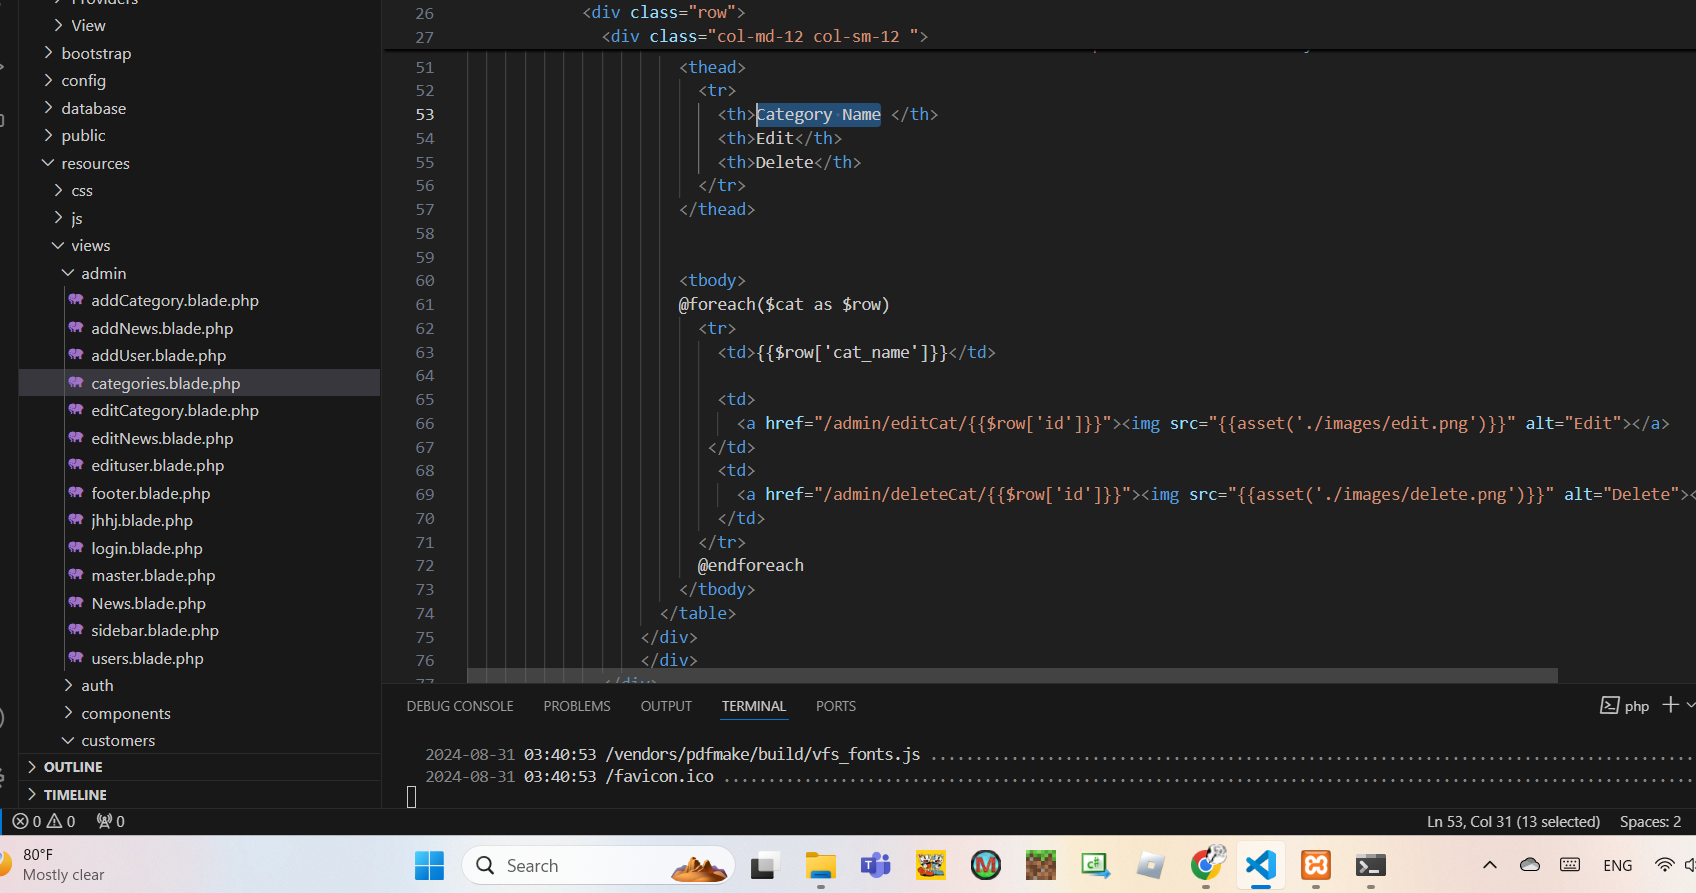 Providers
View
bootstrap
config
database
public
resources
css
js
views
admin
addCategory.blade.php
addNews.blade.php
addUser.blade.php
categories.blade.php
editCategory.blade.php
editNews.blade.php
edituser.blade.php
footer.blade.php
jhhj.blade.php
login.blade.php
master.blade.php
News.blade.php
sidebar.blade.php
users.blade.php
auth
components
customers
OUTLINE
TIMELINE
26 <div class="row">
27 <div class="col-md-12 col-sm-12 ">
51 <thead>
52 <tr>
53 <th>Category Name </th>
54 <th>Edit</th>
55 <th>Delete</th>
56 </tr>
57 </thead>
58
59
60 <tbody>
61 @foreach($cat as $row)
62 <tr>
63 <td>{{$row['cat_name']}}</td>
64
65 <td>
66 <a href="/admin/editCat/{{$row['id']}}"><img src="{{asset('./images/edit.png')}}" alt="Edit"></a>
67 </td>
68 <td>
69 <a href="/admin/deleteCat/{{$row['id']}}"><img src="{{asset('./images/delete.png')}}" alt="Delete"><
70 </td>
71 </tr>
72 @endforeach
73 </tbody>
74 </table>
75 </div>
76 </div>
77 </div>
DEBUG CONSOLE PROBLEMS OUTPUT TERMINAL PORTS php
2024-08-31 03:40:53 /vendors/pdfmake/build/vfs_fonts.js ........................................................................................
2024-08-31 03:40:53 /favicon.ico ...............................................................................................................
0 0 0 Ln 53, Col 31 (13 selected) Spaces: 2
80°F
Mostly clear
Search
ENG